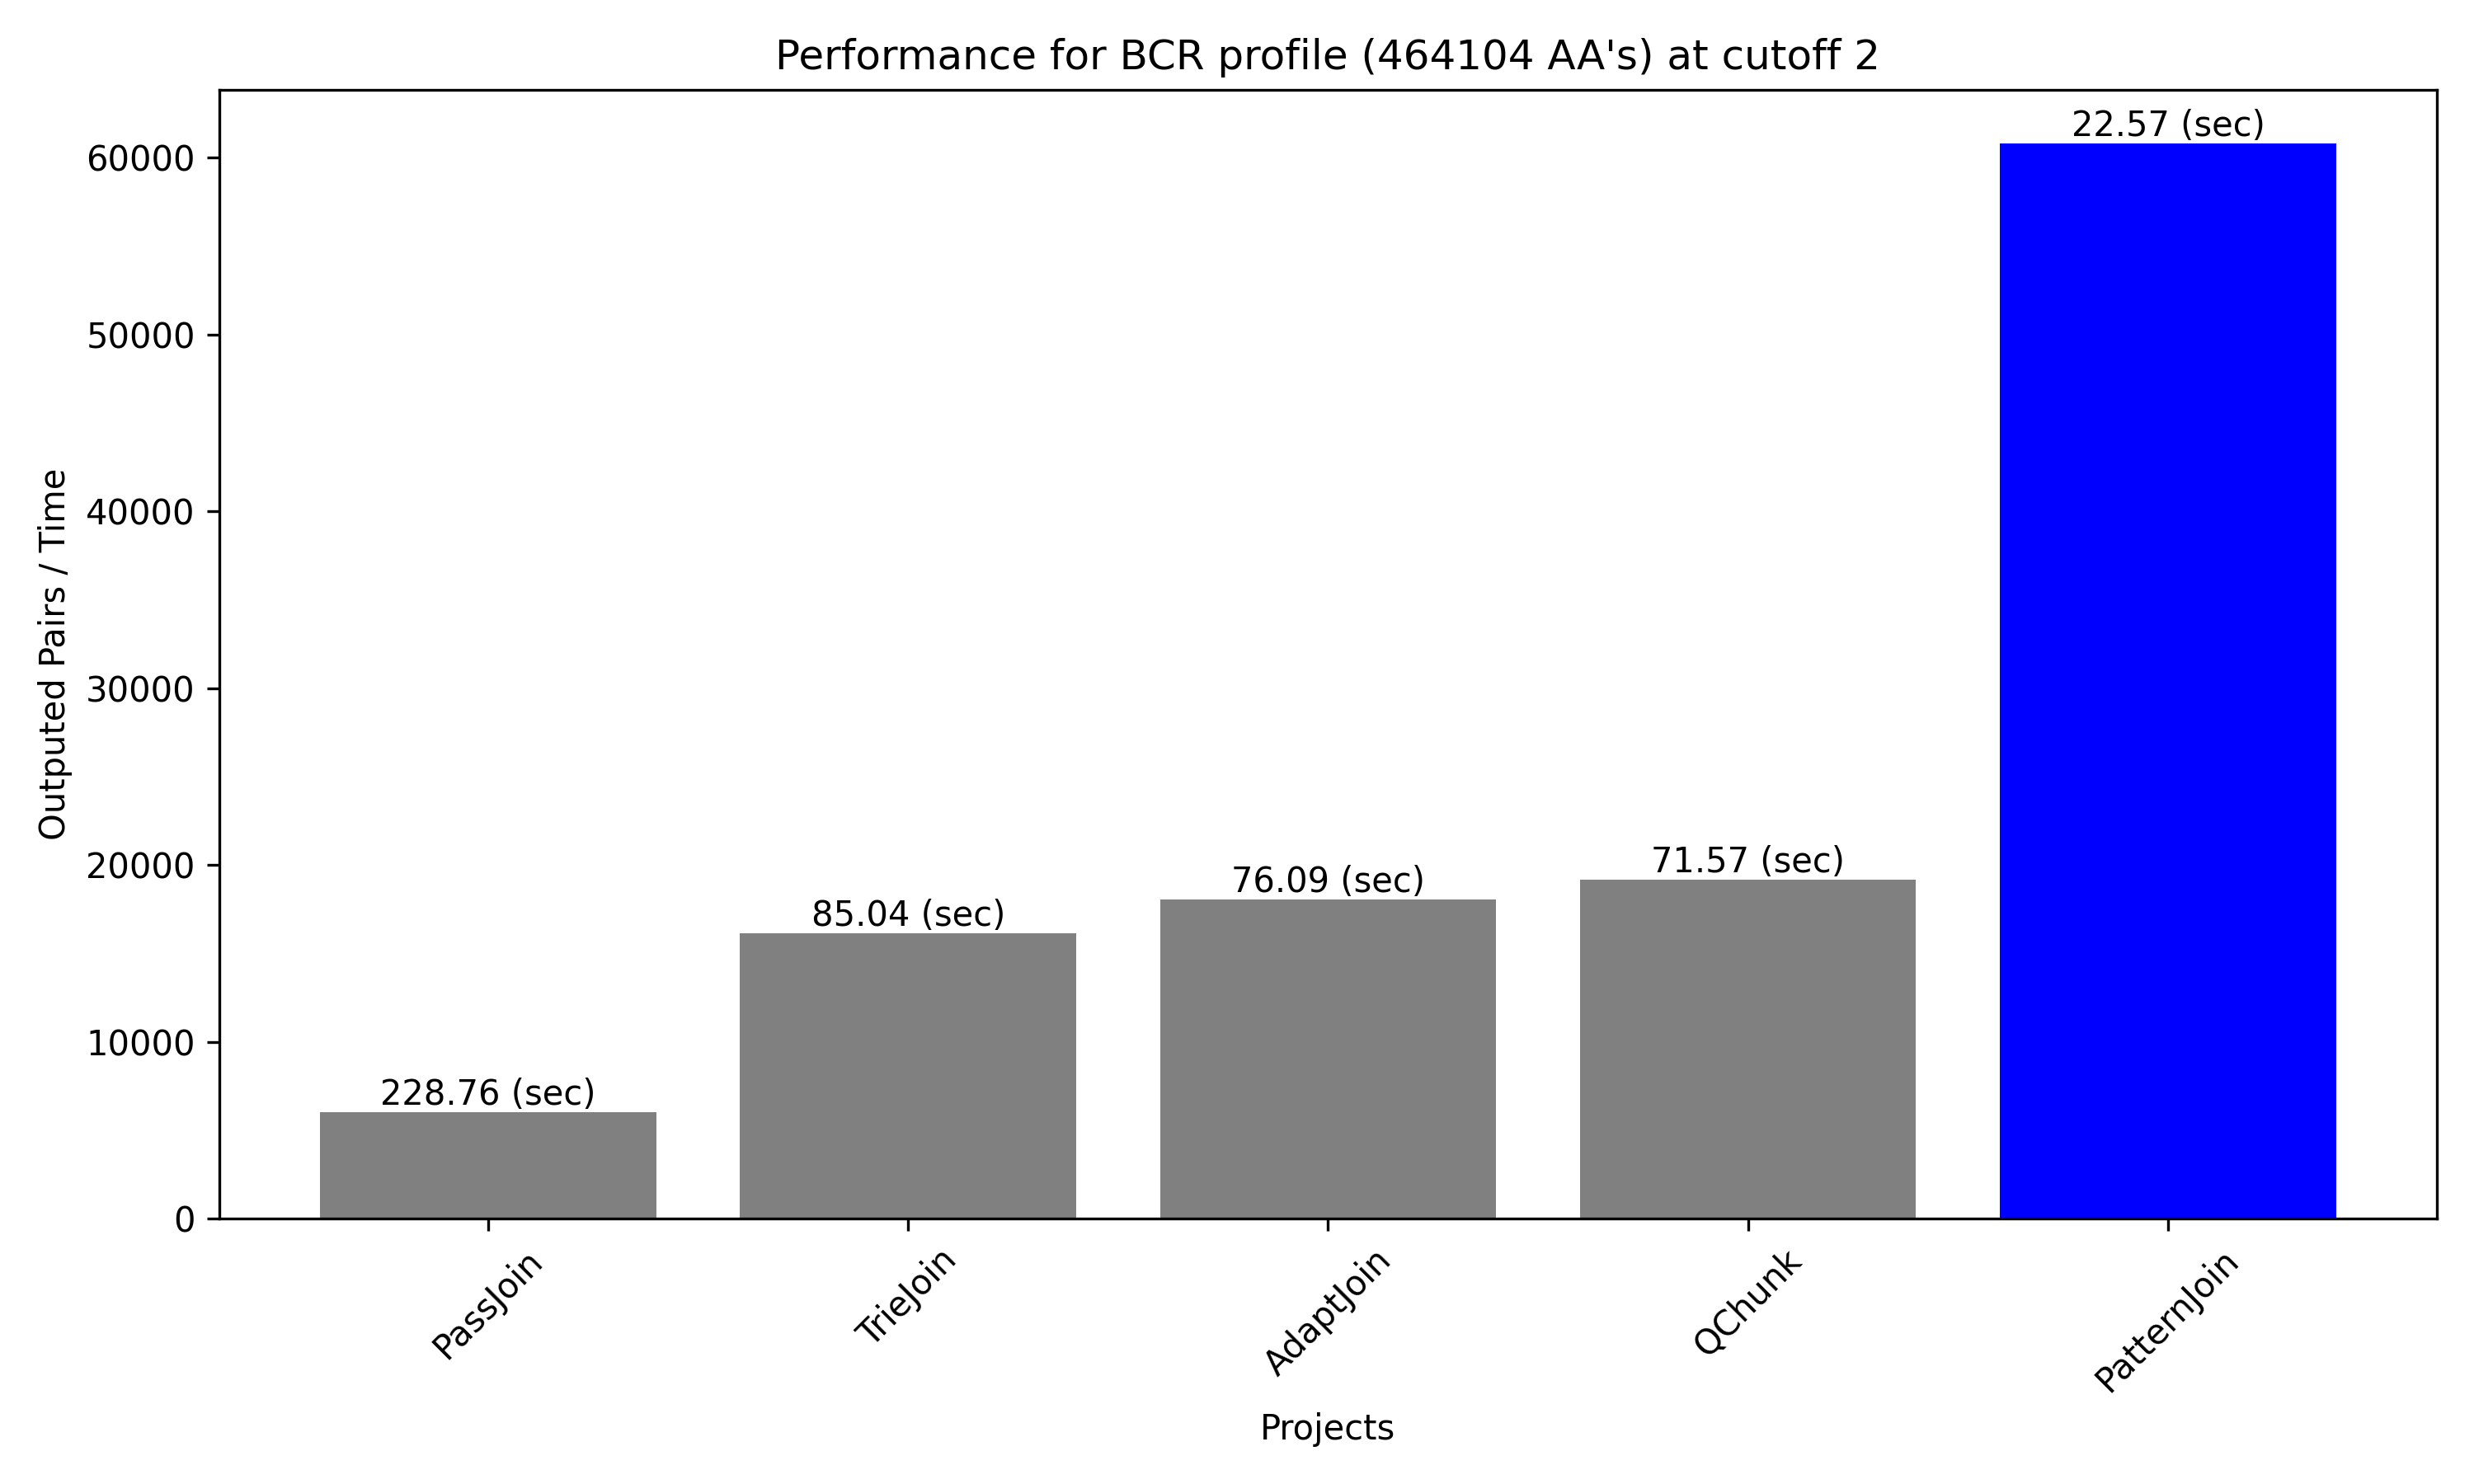 Performance for BCR profile (464104 AA's) at cutoff 2
Outputed Pairs / Time
60000
50000
40000
30000
20000
10000
0
228.76 (sec)
85.04 (sec)
76.09 (sec)
71.57 (sec)
22.57 (sec)
PassJoin
TrieJoin
AdaptJoin
QChunk
PatternJoin
Projects